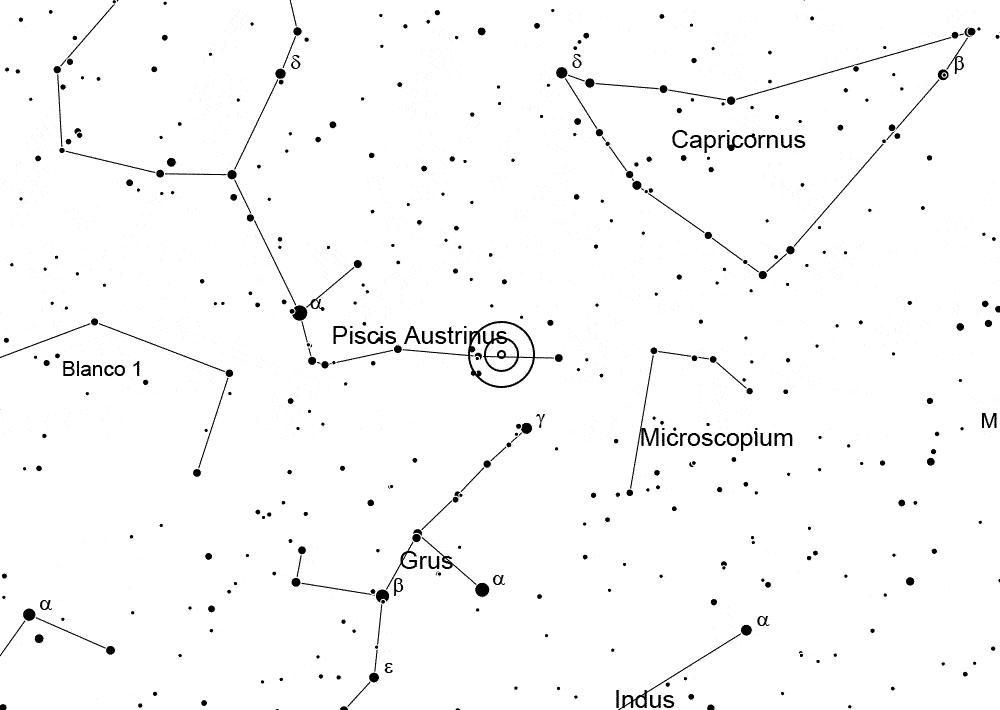 δ
δ
β
Capricornus
α
Piscis Austrinus
Blanco 1
γ
M
Microscopium
Grus
α
β
α
α
ε
Indus